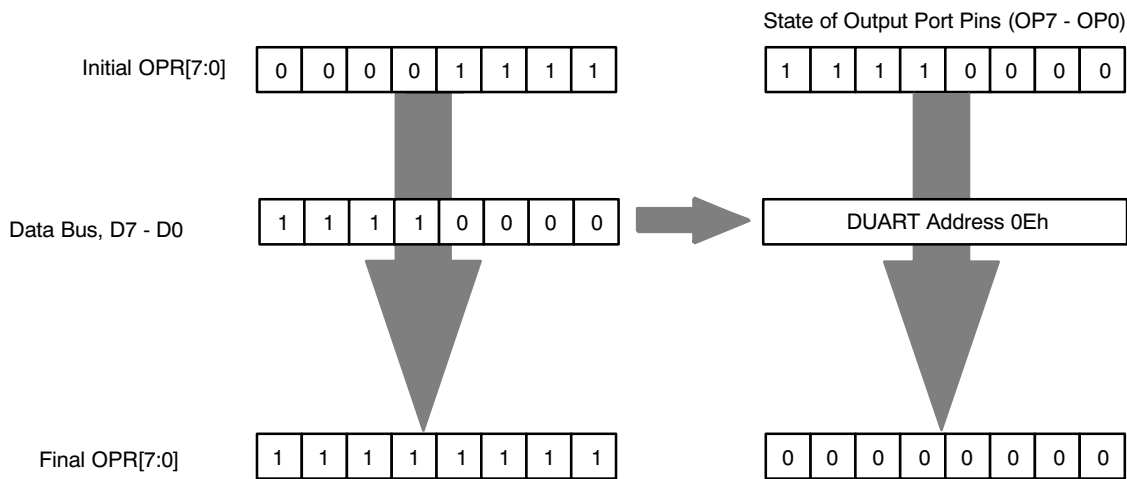 State of Output Port Pins (OP7 - OP0)
Initial OPR[7:0] 0 0 0 0 1 1 1 1 1 1 1 1 0 0 0 0
Data Bus, D7 - D0 1 1 1 1 0 0 0 0 DUART Address 0Eh
Final OPR[7:0] 1 1 1 1 1 1 1 1 0 0 0 0 0 0 0 0